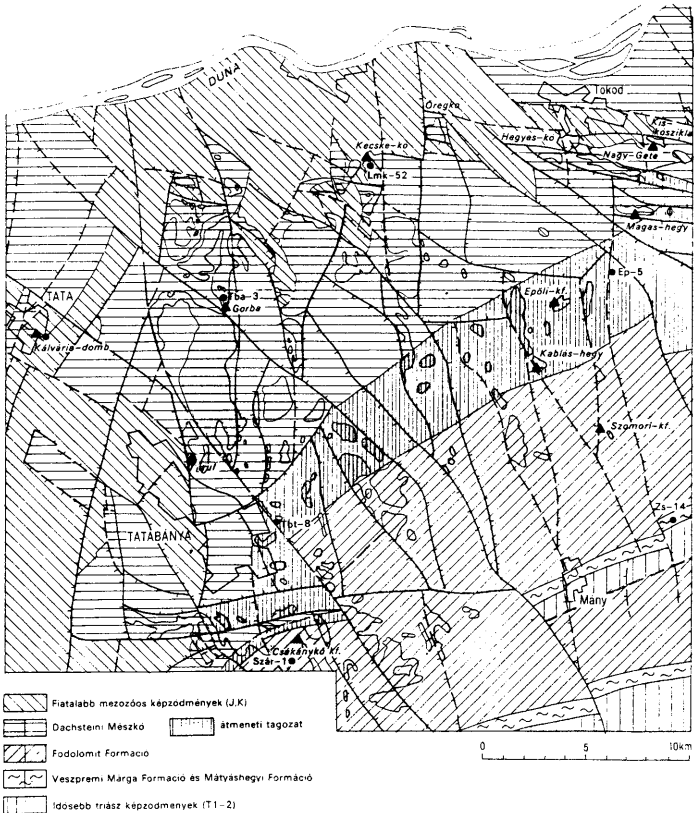 DUNA
Tokod
Öregkő
Kis-
kőszikla
Hegyes-kő
Kecske-kő
Nagy-Gete
Lmk-52
Magas-hegy
Ep-5
TATA
Tba-3
Epöli-kf.
Gorba
Kálvária-domb
Kablás-hegy
Szomori-kf.
Zs-14
Tbt-8
TATABÁNYA
Mány
Csákánykő kf.
Szár-1
Fiatalabb mezozóos képződmények (J,K)
Dachsteini Mészkő
átmeneti tagozat
Fődolomit Formáció
Veszprémi Márga Formáció és Mátyáshegyi Formáció
Idősebb triász képződmenyek (T1-2)
0 5 10km